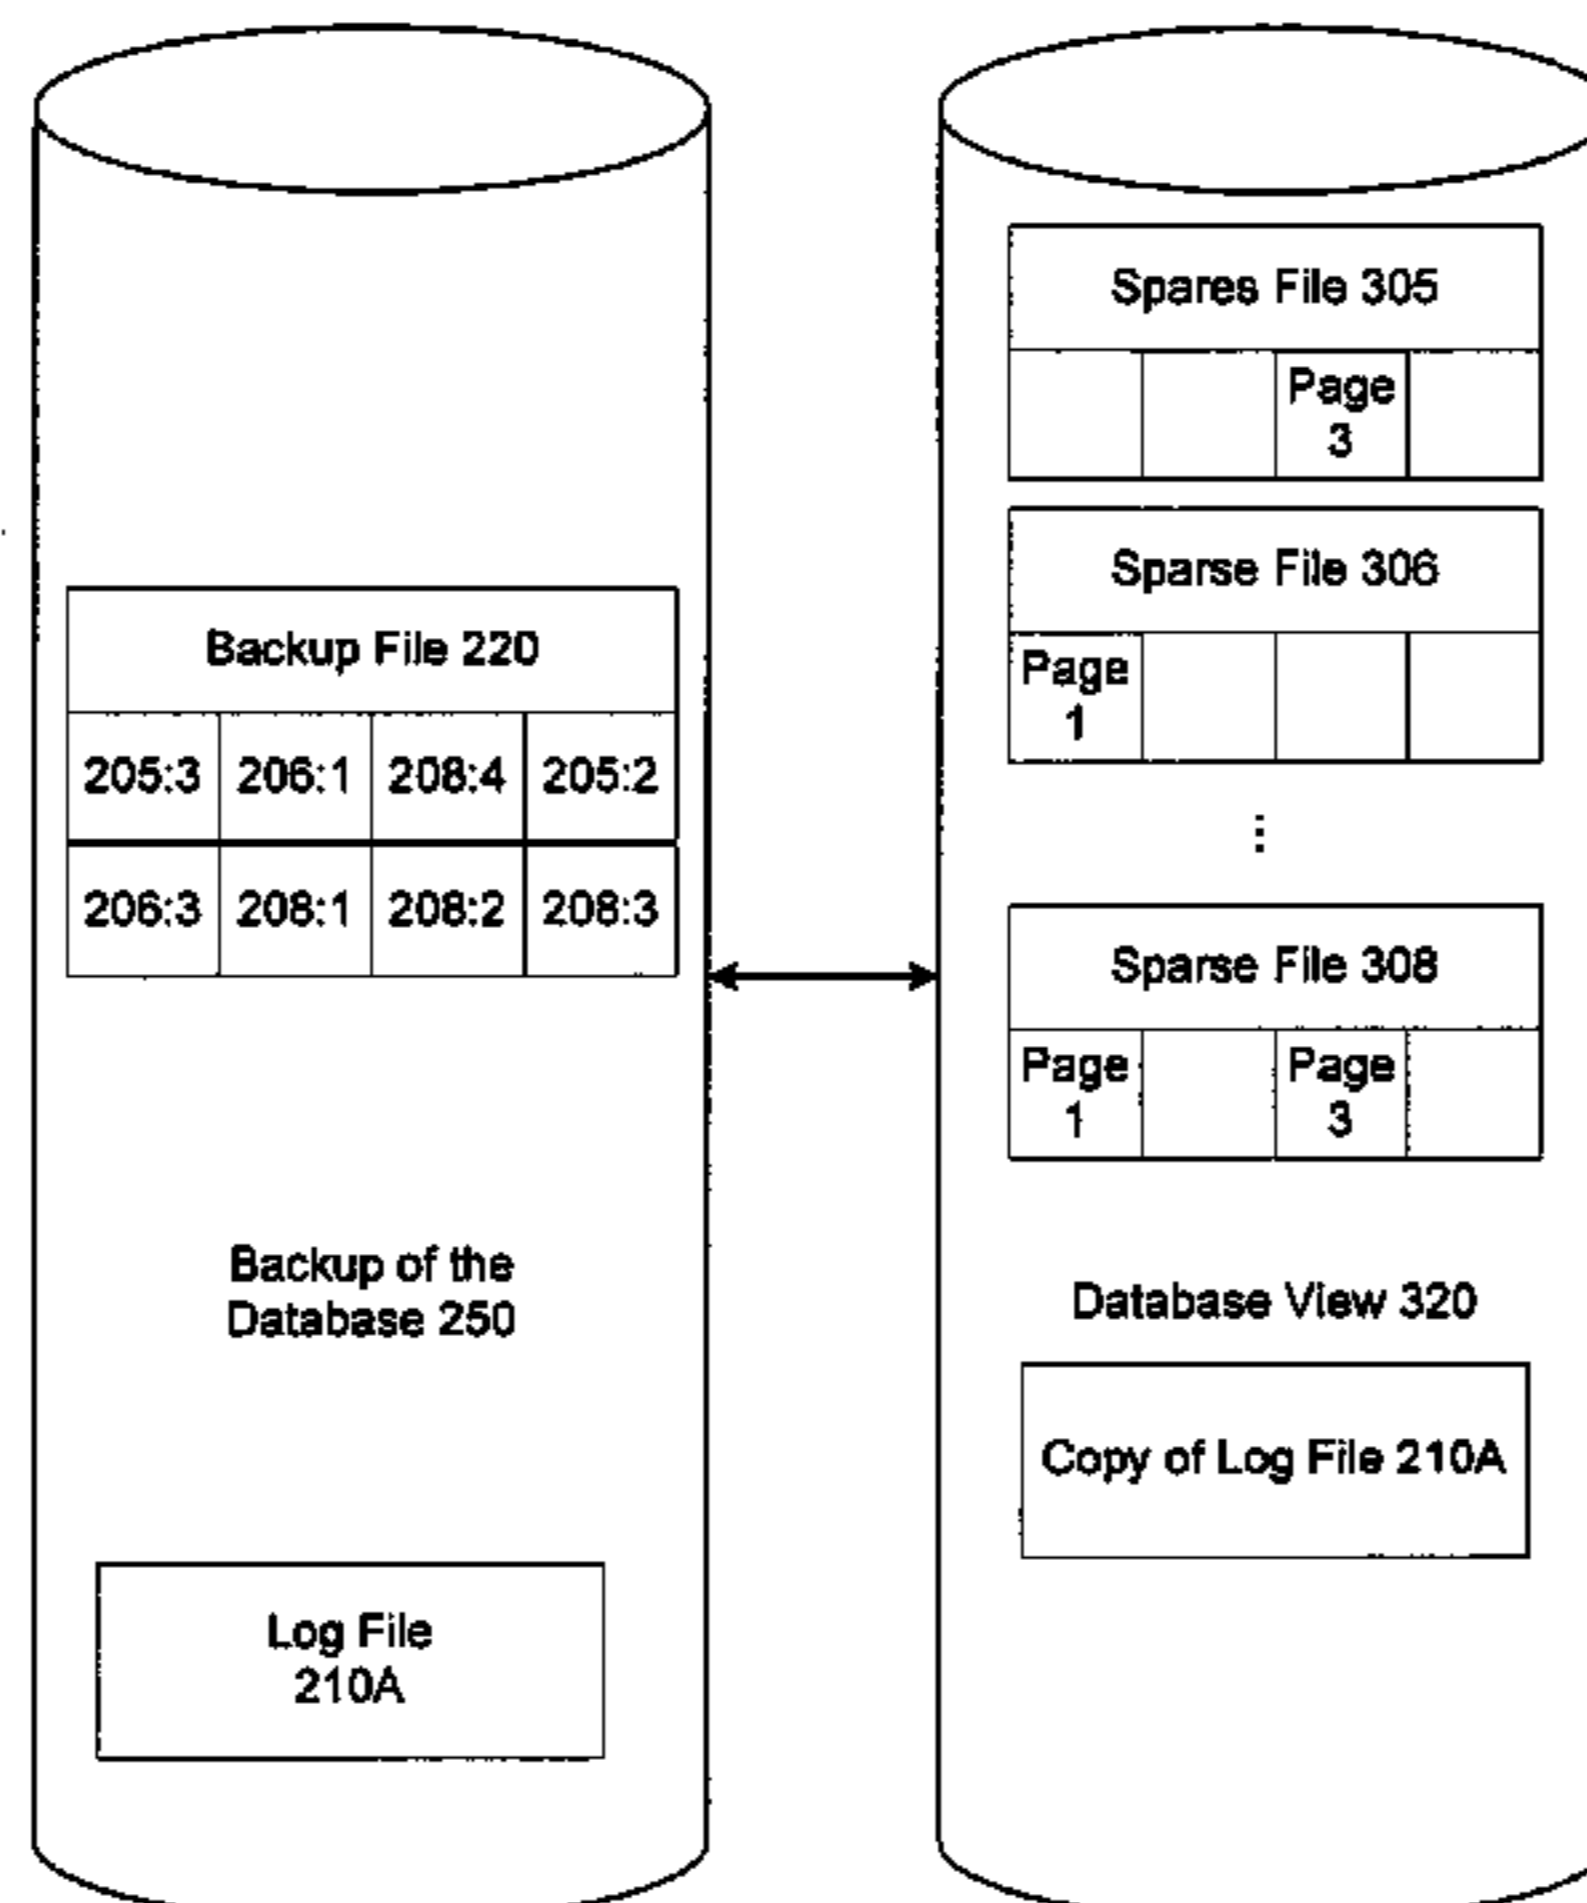 Backup File 220
205:3 206:1 208:4 205:2
206:3 208:1 208:2 208:3
Backup of the
Database 250
Log File
210A
Spares File 305
Page
3
Sparse File 306
Page
1
...
Sparse File 308
Page Page
1 3
Database View 320
Copy of Log File 210A